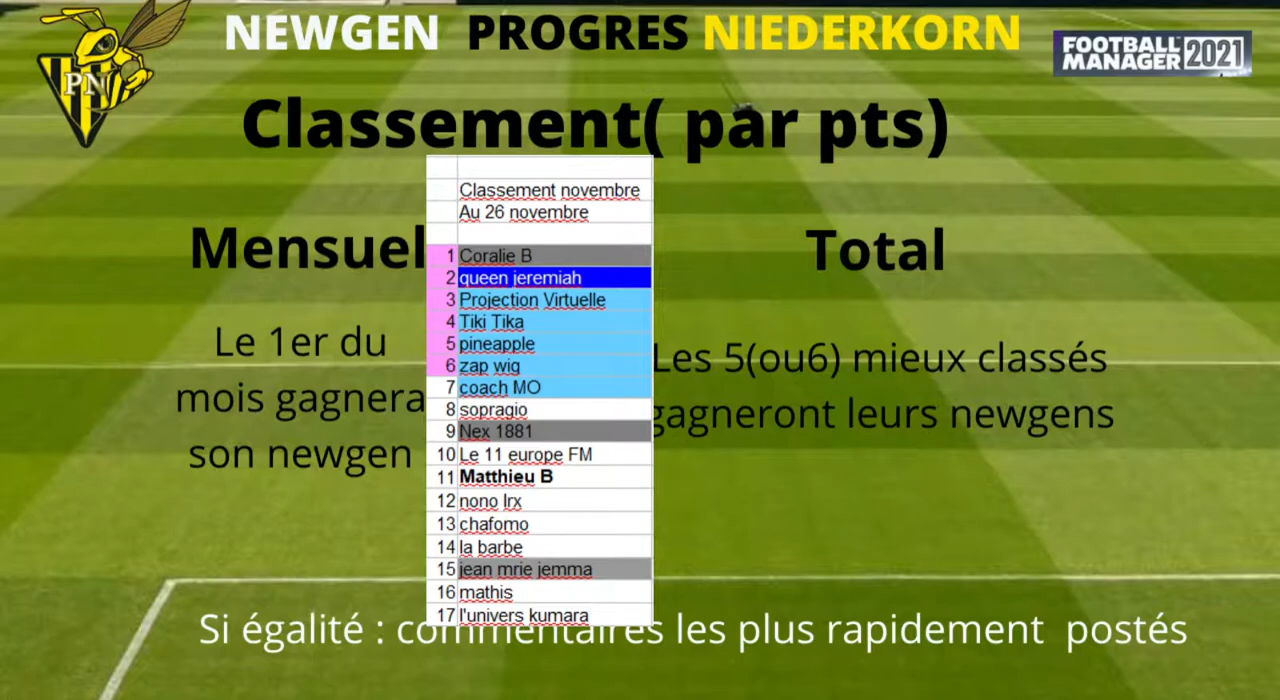 NEWGEN PROGRES NIEDERKORN
PN
FOOTBALL
MANAGER 2021
Classement( par pts)
Mensuel
Le 1er du
mois gagnera
son newgen
Classement novembre
Au 26 novembre
1 Coralie B
2 queen jeremiah
3 Projection Virtuelle
4 Tiki Tika
5 pineapple
6 zap wig
7 coach MO
8 sopragio
9 Nex 1881
10 Le 11 europe FM
11 Matthieu B
12 nono lrx
13 chafomo
14 la barbe
15 jean mrie jemma
16 mathis
17 l'univers kumara
Total
Les 5(ou6) mieux classés
gagneront leurs newgens
Si égalité : commentaires les plus rapidement postés